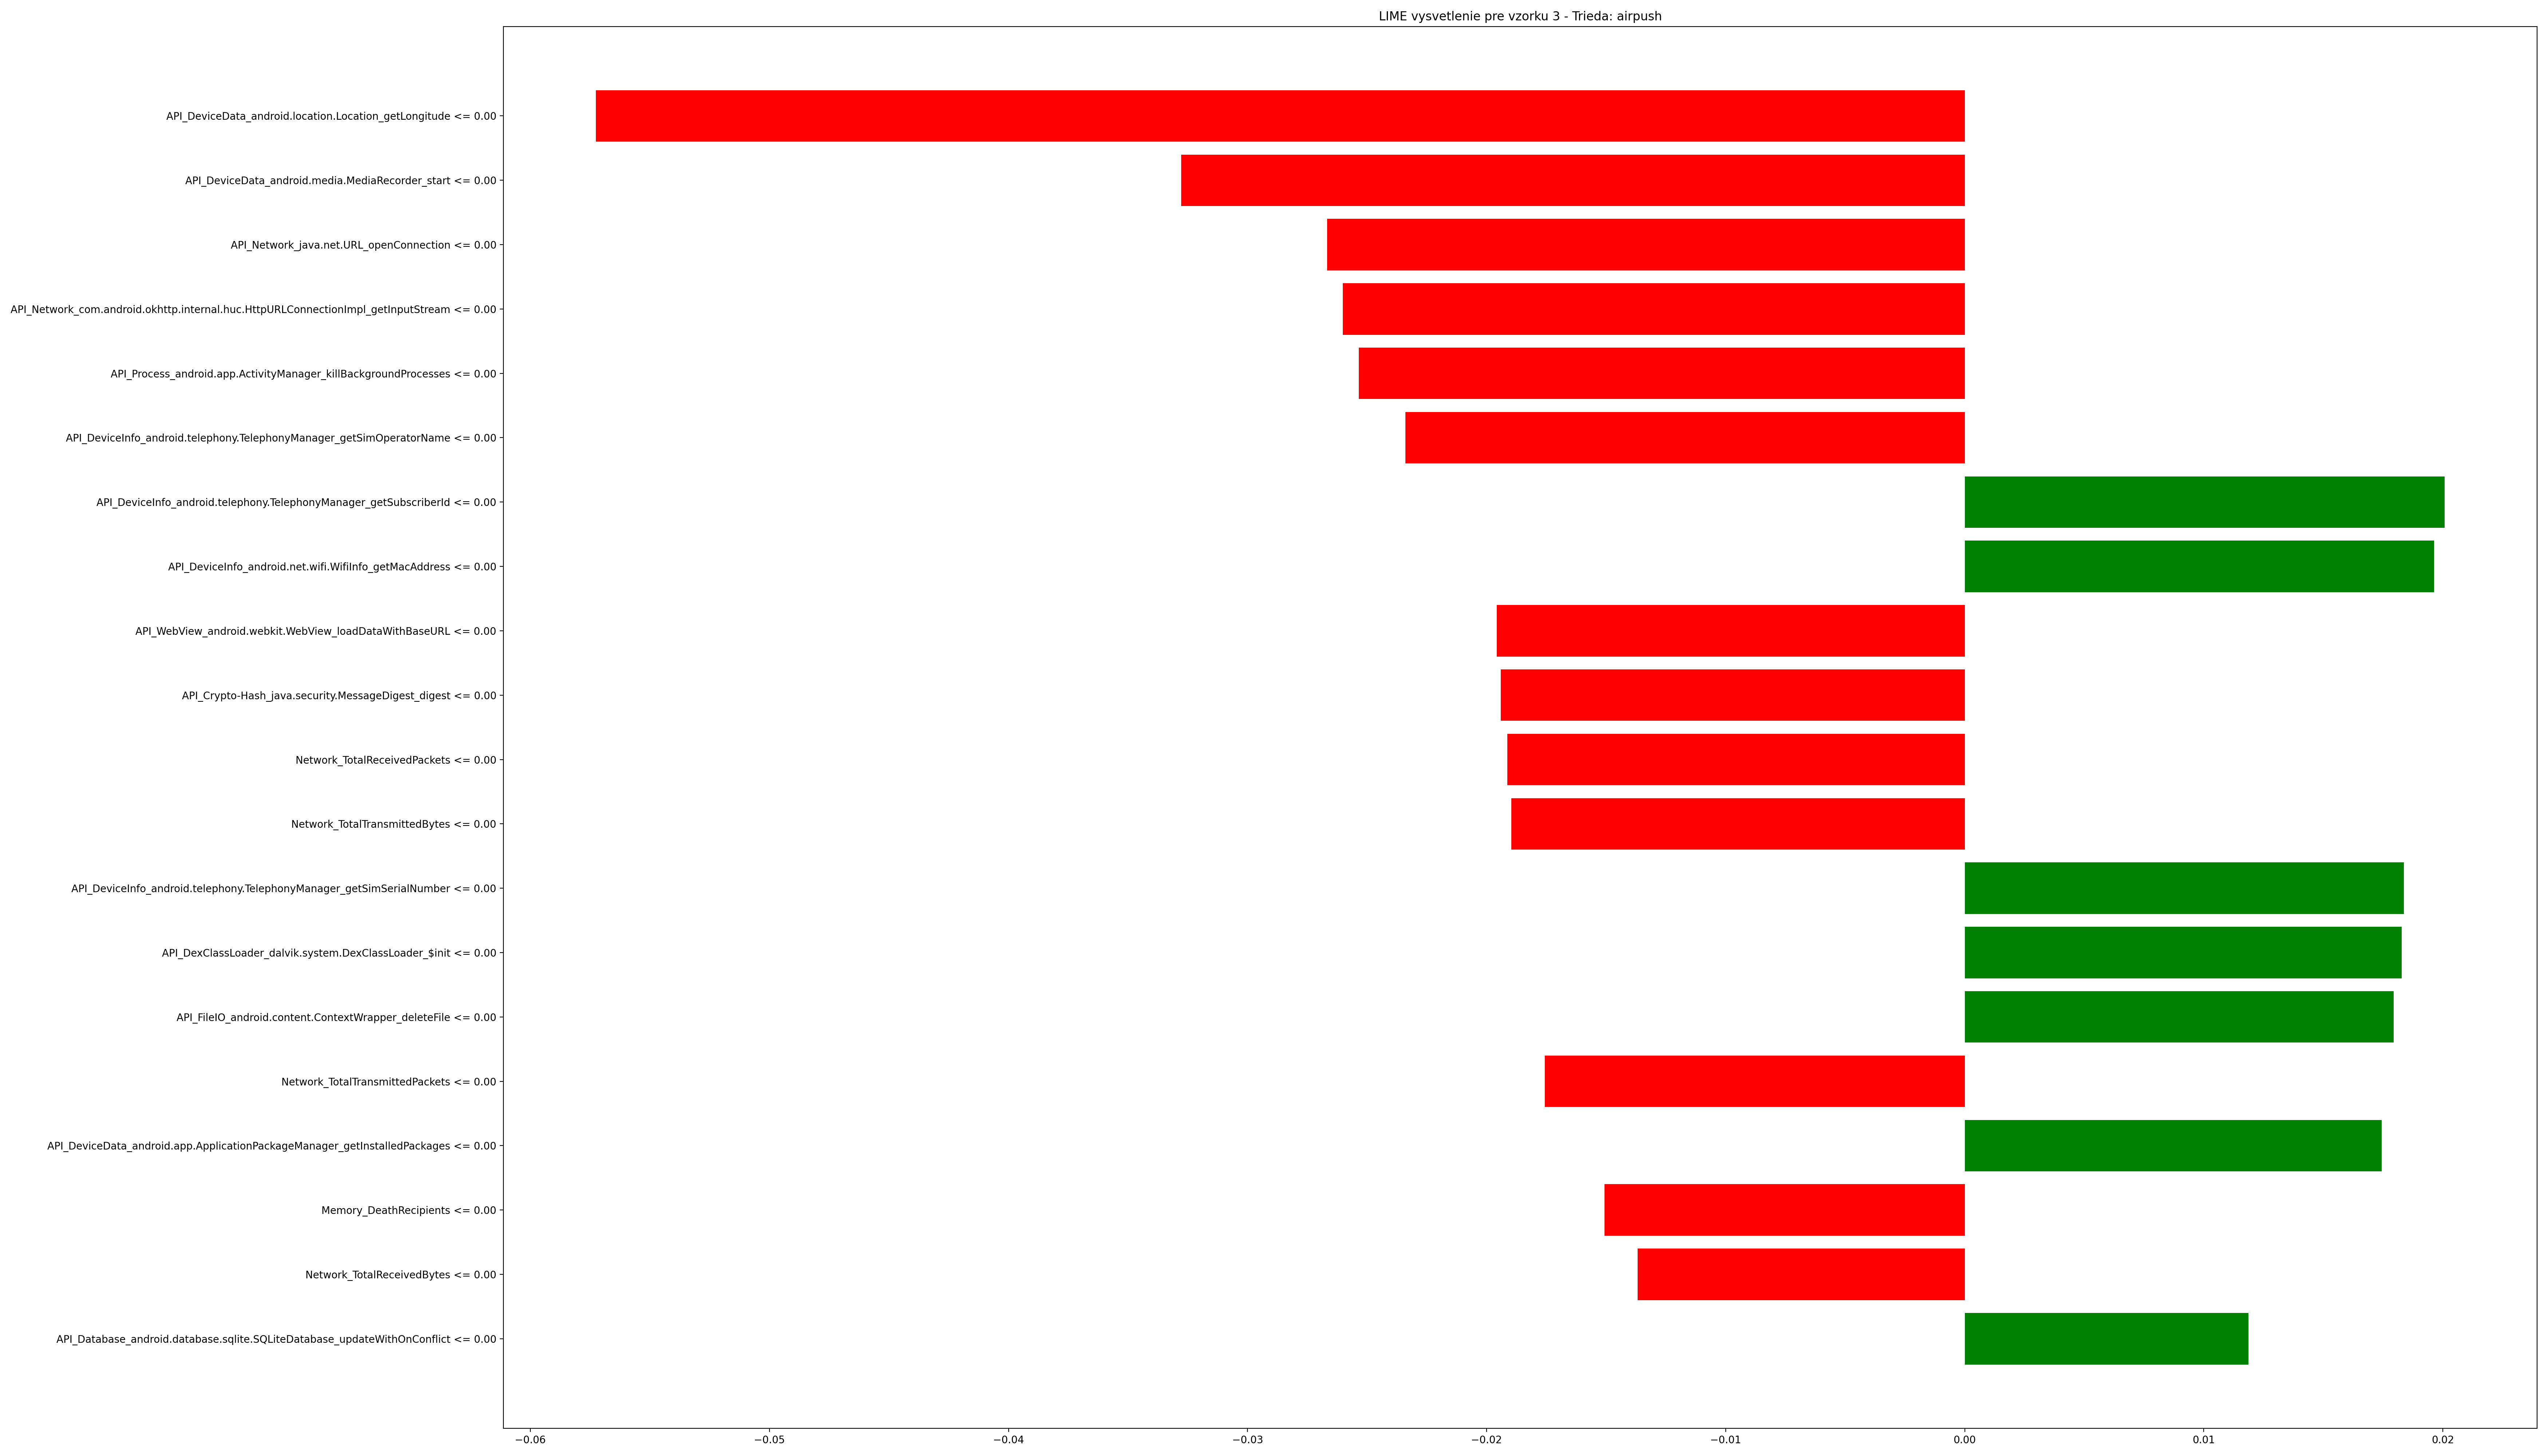 LIME vysvetlenie pre vzorku 3 - Trieda: airpush
API_DeviceData_android.location.Location_getLongitude <= 0.00
API_DeviceData_android.media.MediaRecorder_start <= 0.00
API_Network_java.net.URL_openConnection <= 0.00
API_Network_com.android.okhttp.internal.huc.HttpURLConnectionImpl_getInputStream <= 0.00
API_Process_android.app.ActivityManager_killBackgroundProcesses <= 0.00
API_DeviceInfo_android.telephony.TelephonyManager_getSimOperatorName <= 0.00
API_DeviceInfo_android.telephony.TelephonyManager_getSubscriberId <= 0.00
API_DeviceInfo_android.net.wifi.WifiInfo_getMacAddress <= 0.00
API_WebView_android.webkit.WebView_loadDataWithBaseURL <= 0.00
API_Crypto-Hash_java.security.MessageDigest_digest <= 0.00
Network_TotalReceivedPackets <= 0.00
Network_TotalTransmittedBytes <= 0.00
API_DeviceInfo_android.telephony.TelephonyManager_getSimSerialNumber <= 0.00
API_DexClassLoader_dalvik.system.DexClassLoader_$init <= 0.00
API_FileIO_android.content.ContextWrapper_deleteFile <= 0.00
Network_TotalTransmittedPackets <= 0.00
API_DeviceData_android.app.ApplicationPackageManager_getInstalledPackages <= 0.00
Memory_DeathRecipients <= 0.00
Network_TotalReceivedBytes <= 0.00
API_Database_android.database.sqlite.SQLiteDatabase_updateWithOnConflict <= 0.00
−0.06 −0.05 −0.04 −0.03 −0.02 −0.01 0.00 0.01 0.02